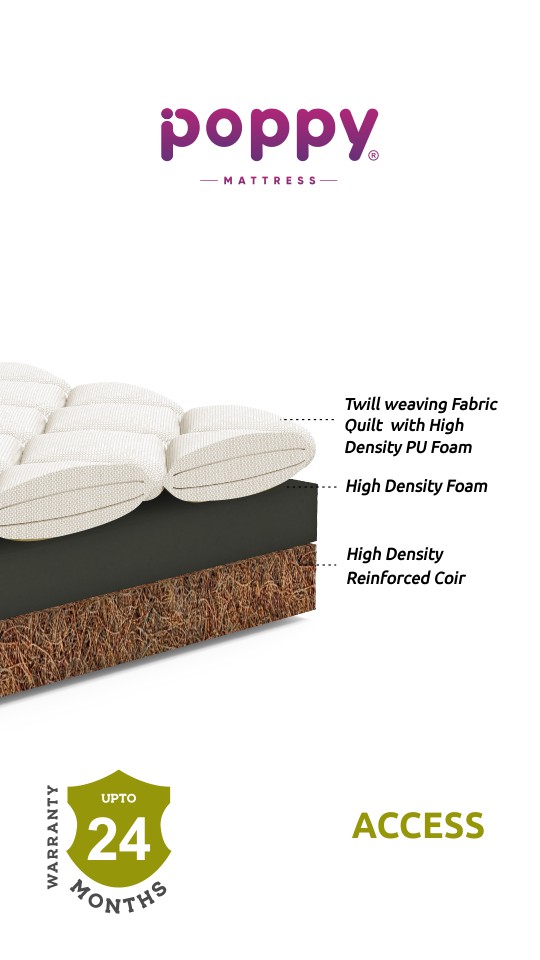 poppy®
MATTRESS
Twill weaving Fabric
Quilt with High
Density PU Foam
High Density Foam
High Density
Reinforced Coir
WARRANTY
UPTO
24
MONTHS
ACCESS